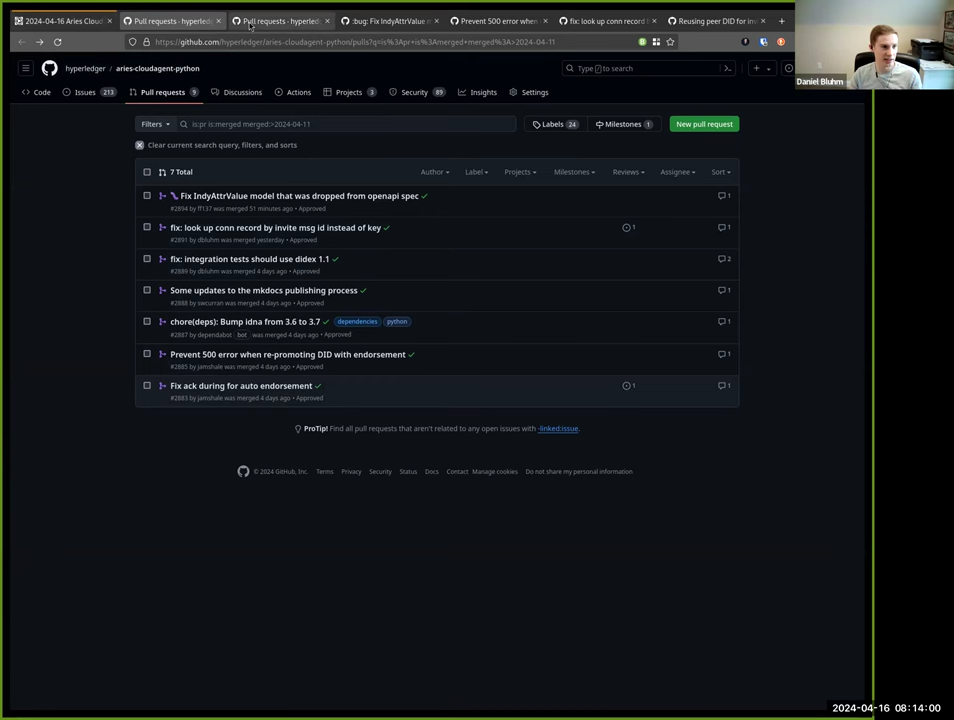 2024-04-16 Aries Cloud
Pull requests · hyperledg
Pull requests · hyperled
:bug: Fix IndyAttrValue m
Prevent 500 error when
fix: look up conn record
Reusing peer DID for inv
https://github.com/hyperledger/aries-cloudagent-python/pulls?q=is%3Apr+is%3Amerged+merged%3A>2024-04-11
hyperledger / aries-cloudagent-python
Type / to search
Code
Issues 213
Pull requests 9
Discussions
Actions
Projects 3
Security 89
Insights
Settings
Daniel Bluhm
Filters
is:pr is:merged merged:>2024-04-11
Labels 24
Milestones 1
New pull request
Clear current search query, filters, and sorts
7 Total
Author
Label
Projects
Milestones
Reviews
Assignee
Sort
Fix IndyAttrValue model that was dropped from openapi spec
1
#2894 by ff137 was merged 51 minutes ago • Approved
fix: look up conn record by invite msg id instead of key
1
1
#2891 by dbluhm was merged yesterday • Approved
fix: integration tests should use didex 1.1
2
#2889 by dbluhm was merged 4 days ago • Approved
Some updates to the mkdocs publishing process
1
#2888 by swcurran was merged 4 days ago • Approved
chore(deps): Bump idna from 3.6 to 3.7
dependencies
python
1
#2887 by dependabot bot was merged 4 days ago • Approved
Prevent 500 error when re-promoting DID with endorsement
1
#2885 by jamshale was merged 4 days ago • Approved
Fix ack during for auto endorsement
1
1
#2883 by jamshale was merged 4 days ago • Approved
ProTip! Find all pull requests that aren't related to any open issues with -linked:issue.
© 2024 GitHub, Inc.
Terms
Privacy
Security
Status
Docs
Contact
Manage cookies
Do not share my personal information
2024-04-16 08:14:00